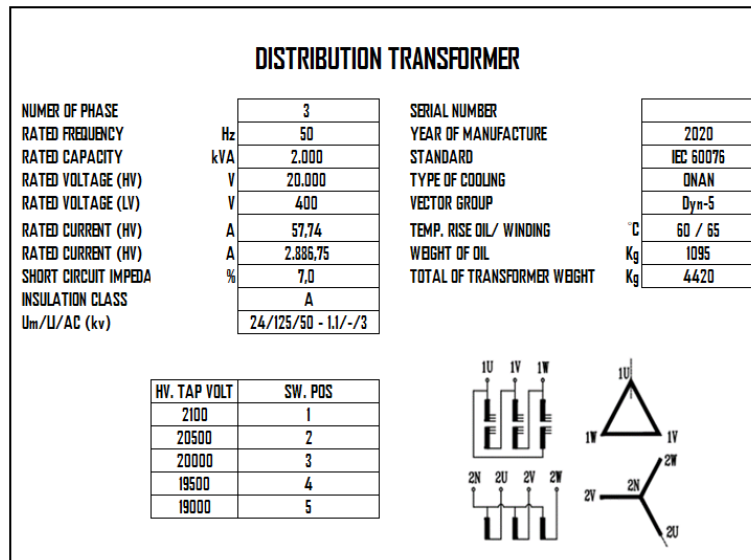 DISTRIBUTION TRANSFORMER
NUMER OF PHASE 3
RATED FREQUENCY Hz 50
RATED CAPACITY kVA 2.000
RATED VOLTAGE (HV) V 20.000
RATED VOLTAGE (LV) V 400
RATED CURRENT (HV) A 57,74
RATED CURRENT (HV) A 2.886,75
SHORT CIRCUIT IMPEDA % 7,0
INSULATION CLASS A
Um/LI/AC (kv) 24/125/50 - 1.1/-/3
SERIAL NUMBER
YEAR OF MANUFACTURE 2020
STANDARD IEC 60076
TYPE OF COOLING ONAN
VECTOR GROUP Dyn-5
TEMP. RISE OIL/ WINDING °C 60 / 65
WEIGHT OF OIL Kg 1095
TOTAL OF TRANSFORMER WEIGHT Kg 4420
HV. TAP VOLT SW. POS
2100 1
20500 2
20000 3
19500 4
19000 5
1U 1V 1W
2N 2U 2V 2W
1U
1W 1V
2W
2V 2N
2U